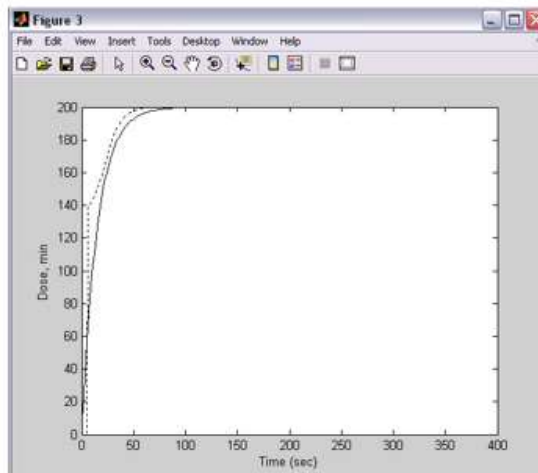 Figure 3
File Edit View Insert Tools Desktop Window Help
200
180
160
140
120
100
80
60
40
20
0
Dose, min
0 50 100 150 200 250 300 350 400
Time (sec)